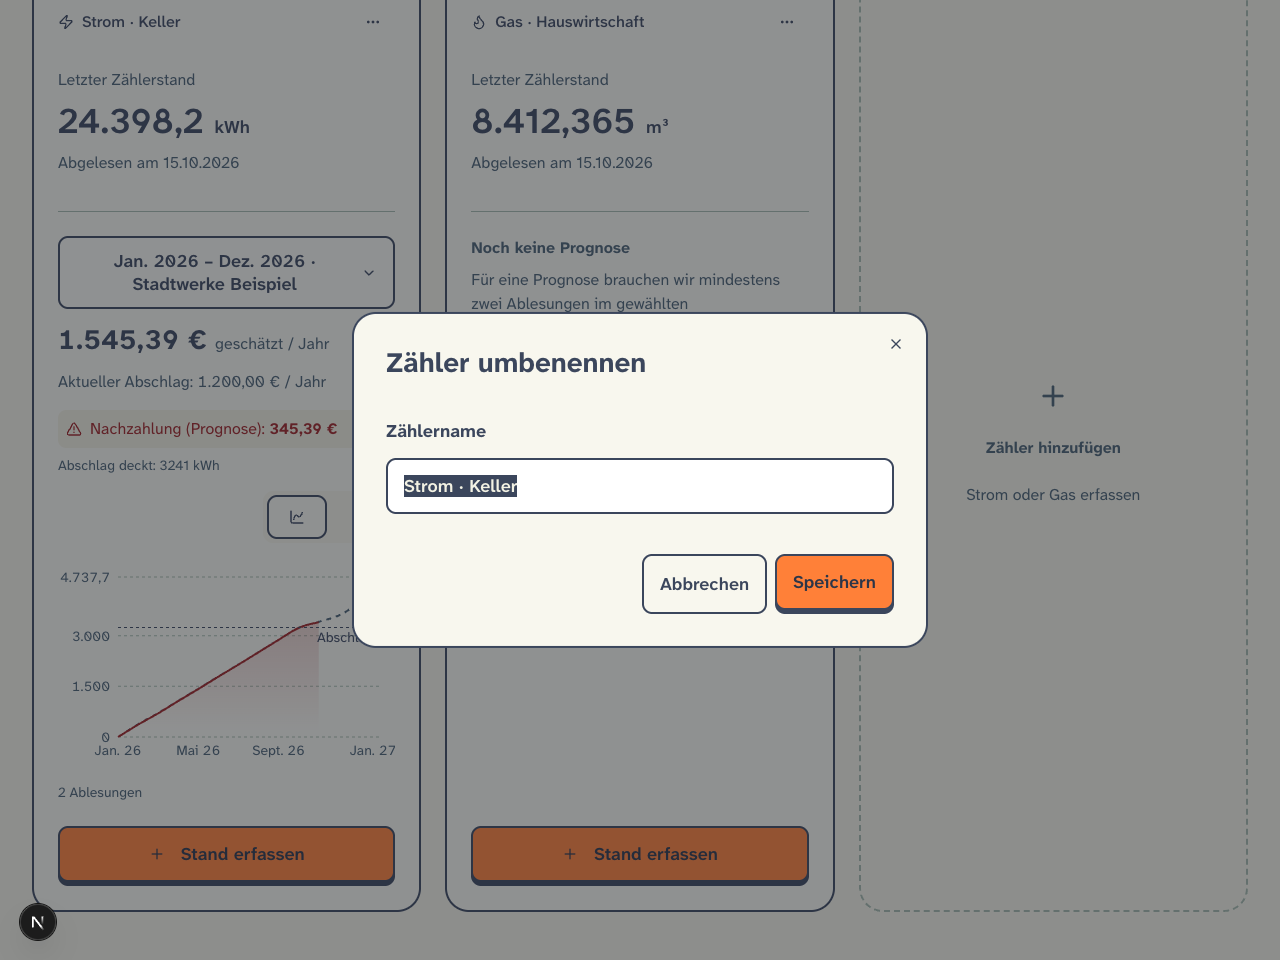 Strom · Keller
Letzter Zählerstand
24.398,2 kWh
Abgelesen am 15.10.2026
Jan. 2026 – Dez. 2026 ·
Stadtwerke Beispiel
1.545,39 € geschätzt / Jahr
Aktueller Abschlag: 1.200,00 € / Jahr
Nachzahlung (Prognose): 345,39 €
Abschlag deckt: 3241 kWh
4.737,7
3.000
1.500
0
Jan. 26
Mai 26
Sept. 26
Jan. 27
2 Ablesungen
+ Stand erfassen
Gas · Hauswirtschaft
Letzter Zählerstand
8.412,365 m³
Abgelesen am 15.10.2026
Noch keine Prognose
Für eine Prognose brauchen wir mindestens
zwei Ablesungen im gewählten
+ Stand erfassen
Zähler hinzufügen
Strom oder Gas erfassen
Zähler umbenennen
Zählername
Strom · Keller
Abbrechen
Speichern
N